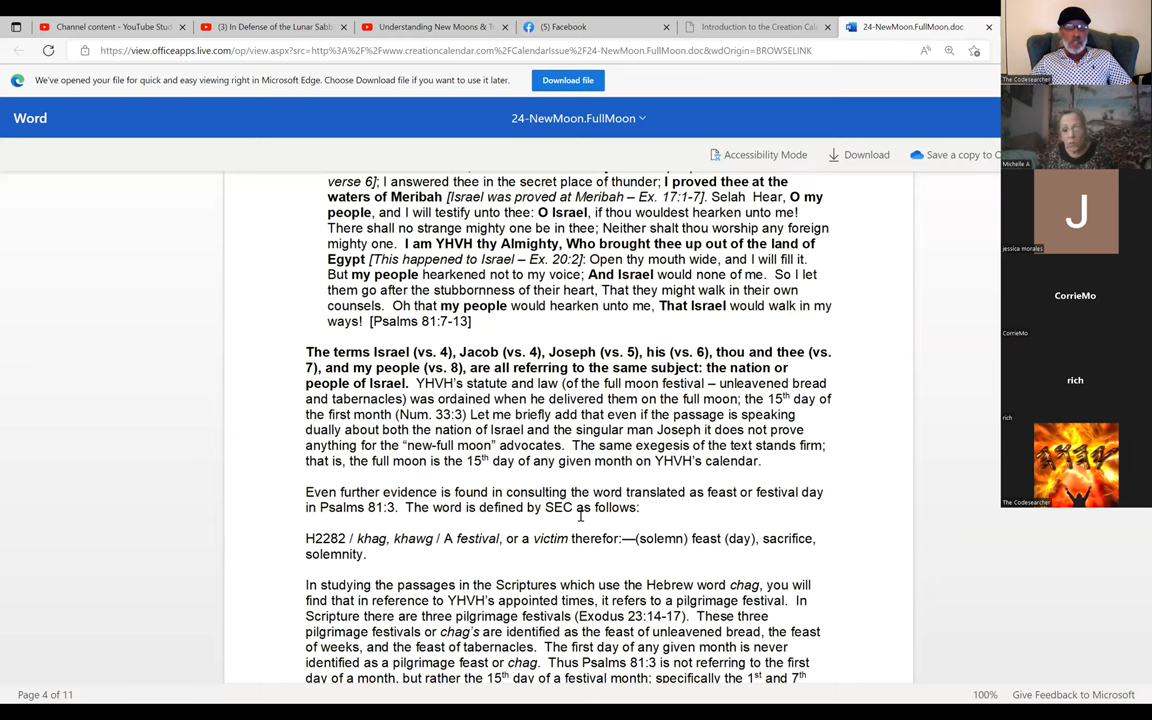 Channel content - YouTube Stud
(3) In Defense of the Lunar Sabb
Understanding New Moons & T
(5) Facebook
Introduction to the Creation Cal
24-NewMoon.FullMoon.doc
https://view.officeapps.live.com/op/view.aspx?src=http%3A%2F%2Fwww.creationcalendar.com%2FCalendarIssue%2F24-NewMoon.FullMoon.doc&wdOrigin=BROWSELINK
We've opened your file for quick and easy viewing right in Microsoft Edge. Choose Download file if you want to use it later.
Download file
Word
24-NewMoon.FullMoon
Accessibility Mode
Download
Save a copy to O
verse 6]; I answered thee in the secret place of thunder; I proved thee at the
waters of Meribah [Israel was proved at Meribah – Ex. 17:1-7]. Selah Hear, O my
people, and I will testify unto thee: O Israel, if thou wouldest hearken unto me!
There shall no strange mighty one be in thee; Neither shalt thou worship any foreign
mighty one. I am YHVH thy Almighty, Who brought thee up out of the land of
Egypt [This happened to Israel – Ex. 20:2]: Open thy mouth wide, and I will fill it.
But my people hearkened not to my voice; And Israel would none of me. So I let
them go after the stubbornness of their heart, That they might walk in their own
counsels. Oh that my people would hearken unto me, That Israel would walk in my
ways! [Psalms 81:7-13]
The terms Israel (vs. 4), Jacob (vs. 4), Joseph (vs. 5), his (vs. 6), thou and thee (vs.
7), and my people (vs. 8), are all referring to the same subject: the nation or
people of Israel. YHVH's statute and law (of the full moon festival – unleavened bread
and tabernacles) was ordained when he delivered them on the full moon; the 15th day of
the first month (Num. 33:3) Let me briefly add that even if the passage is speaking
dually about both the nation of Israel and the singular man Joseph it does not prove
anything for the "new-full moon" advocates. The same exegesis of the text stands firm;
that is, the full moon is the 15th day of any given month on YHVH's calendar.
Even further evidence is found in consulting the word translated as feast or festival day
in Psalms 81:3. The word is defined by SEC as follows:
H2282 / khag, khawg / A festival, or a victim therefor:—(solemn) feast (day), sacrifice,
solemnity.
In studying the passages in the Scriptures which use the Hebrew word chag, you will
find that in reference to YHVH's appointed times, it refers to a pilgrimage festival. In
Scripture there are three pilgrimage festivals (Exodus 23:14-17). These three
pilgrimage festivals or chag's are identified as the feast of unleavened bread, the feast
of weeks, and the feast of tabernacles. The first day of any given month is never
identified as a pilgrimage feast or chag. Thus Psalms 81:3 is not referring to the first
day of a month, but rather the 15th day of a festival month; specifically the 1st and 7th
Page 4 of 11
100%
Give Feedback to Microsoft
The Codesearcher
Michelle A
J
jessica morales
CorrieMo
CorrieMo
rich
rich
The Codesearcher